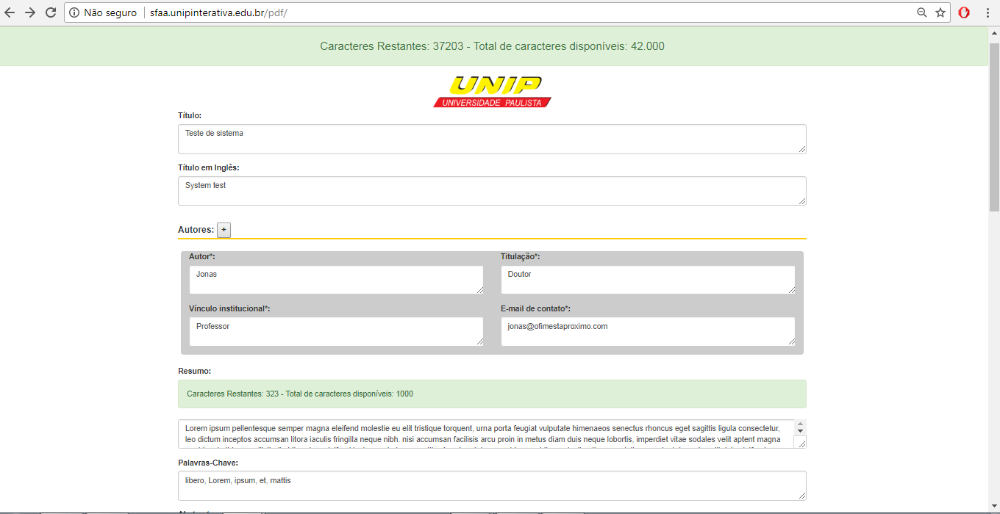 Não seguro
sfaa.unipinterativa.edu.br/pdf/
Caracteres Restantes: 37203 - Total de caracteres disponíveis: 42.000
UNIP
UNIVERSIDADE PAULISTA
Título:
Teste de sistema
Título em Inglês:
System test
Autores: +
Autor*:
Jonas
Titulação*:
Doutor
Vínculo institucional*:
Professor
E-mail de contato*:
jonas@ofimestaproximo.com
Resumo:
Caracteres Restantes: 323 - Total de caracteres disponíveis: 1000
Lorem ipsum pellentesque semper magna eleifend molestie eu elit tristique torquent, urna porta feugiat vulputate himenaeos senectus rhoncus eget sagittis ligula consectetur,
leo dictum inceptos accumsan litora iaculis fringilla neque nibh. nisi accumsan facilisis arcu proin in metus diam duis neque lobortis, imperdiet vitae sodales velit aptent magna
Palavras-Chave:
libero, Lorem, ipsum, et, mattis